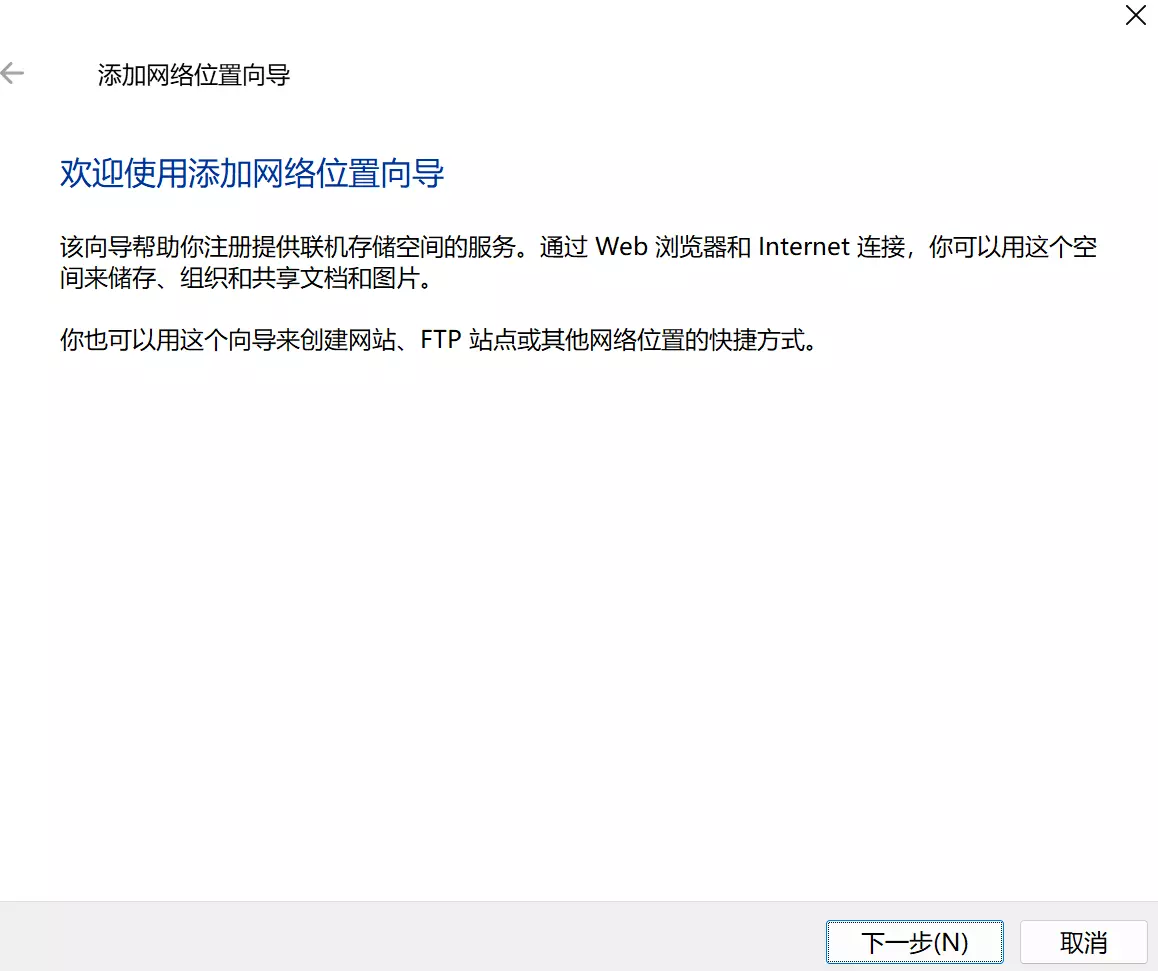 添加网络位置向导
欢迎使用添加网络位置向导
该向导帮助你注册提供联机存储空间的服务。通过 Web 浏览器和 Internet 连接，你可以用这个空
间来储存、组织和共享文档和图片。
你也可以用这个向导来创建网站、FTP 站点或其他网络位置的快捷方式。
下一步(N)
取消